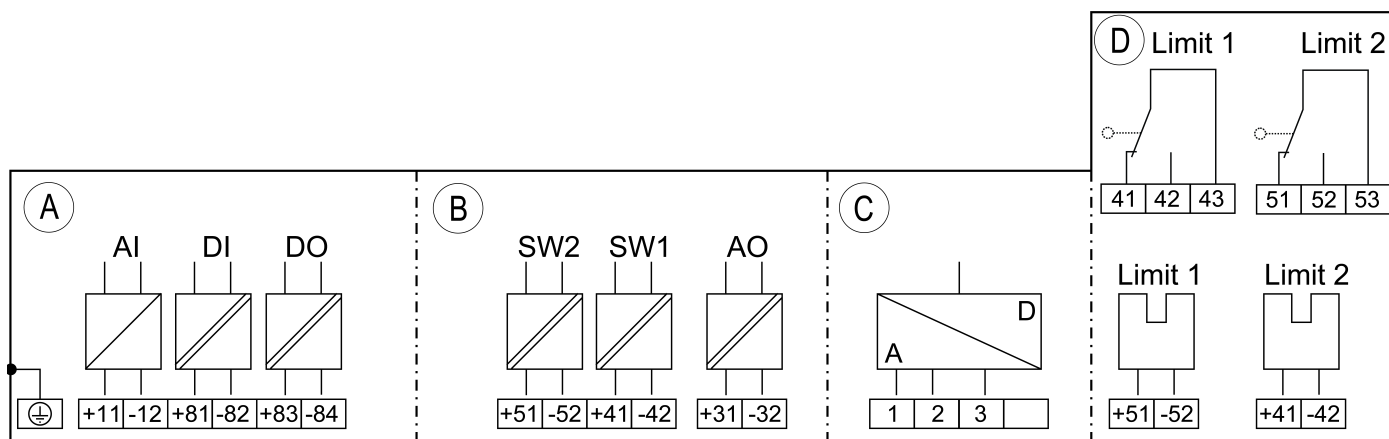 D Limit 1 Limit 2
41 42 43 51 52 53
A B C
AI DI DO SW2 SW1 AO
Limit 1 Limit 2
D
A
+11 -12 +81 -82 +83 -84 +51 -52 +41 -42 +31 -32 1 2 3 +51 -52 +41 -42